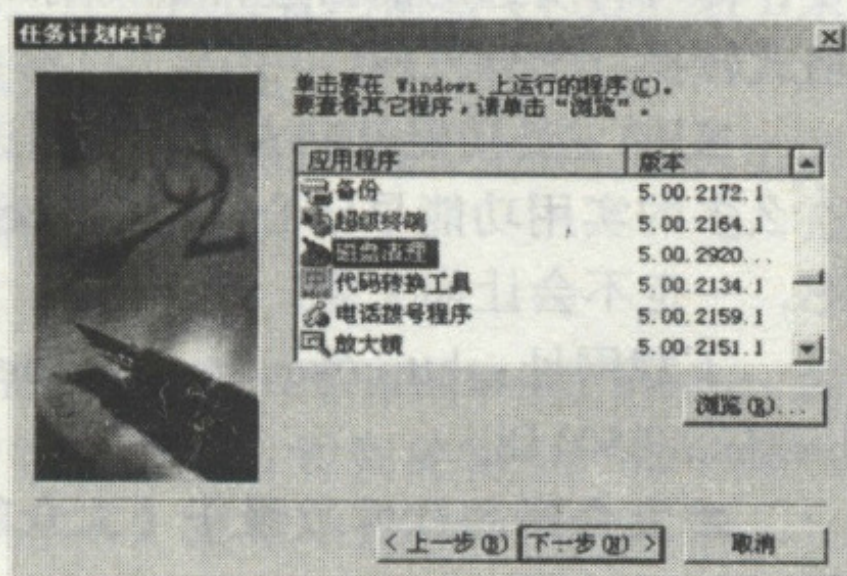 任务计划向导
单击要在 Windows 上运行的程序(C)。
要查看其它程序，请单击“浏览”。
应用程序 版本
备份 5.00.2172.1
超级终端 5.00.2164.1
磁盘清理 5.00.2920...
代码转换工具 5.00.2134.1
电话拨号程序 5.00.2159.1
放大镜 5.00.2151.1
浏览(R)...
< 上一步(B) 下一步(N) > 取消